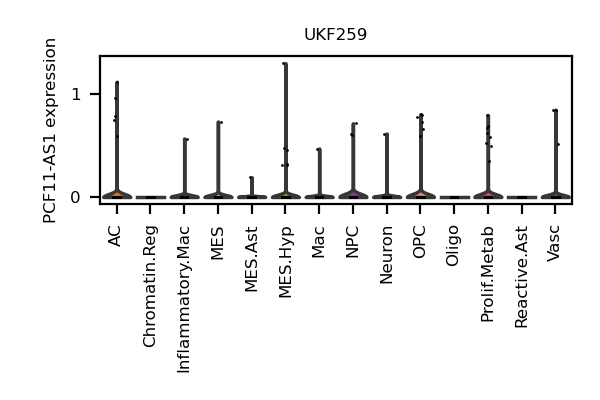 UKF259
PCF11-AS1 expression
1
0
AC
Chromatin.Reg
Inflammatory.Mac
MES
MES.Ast
MES.Hyp
Mac
NPC
Neuron
OPC
Oligo
Prolif.Metab
Reactive.Ast
Vasc